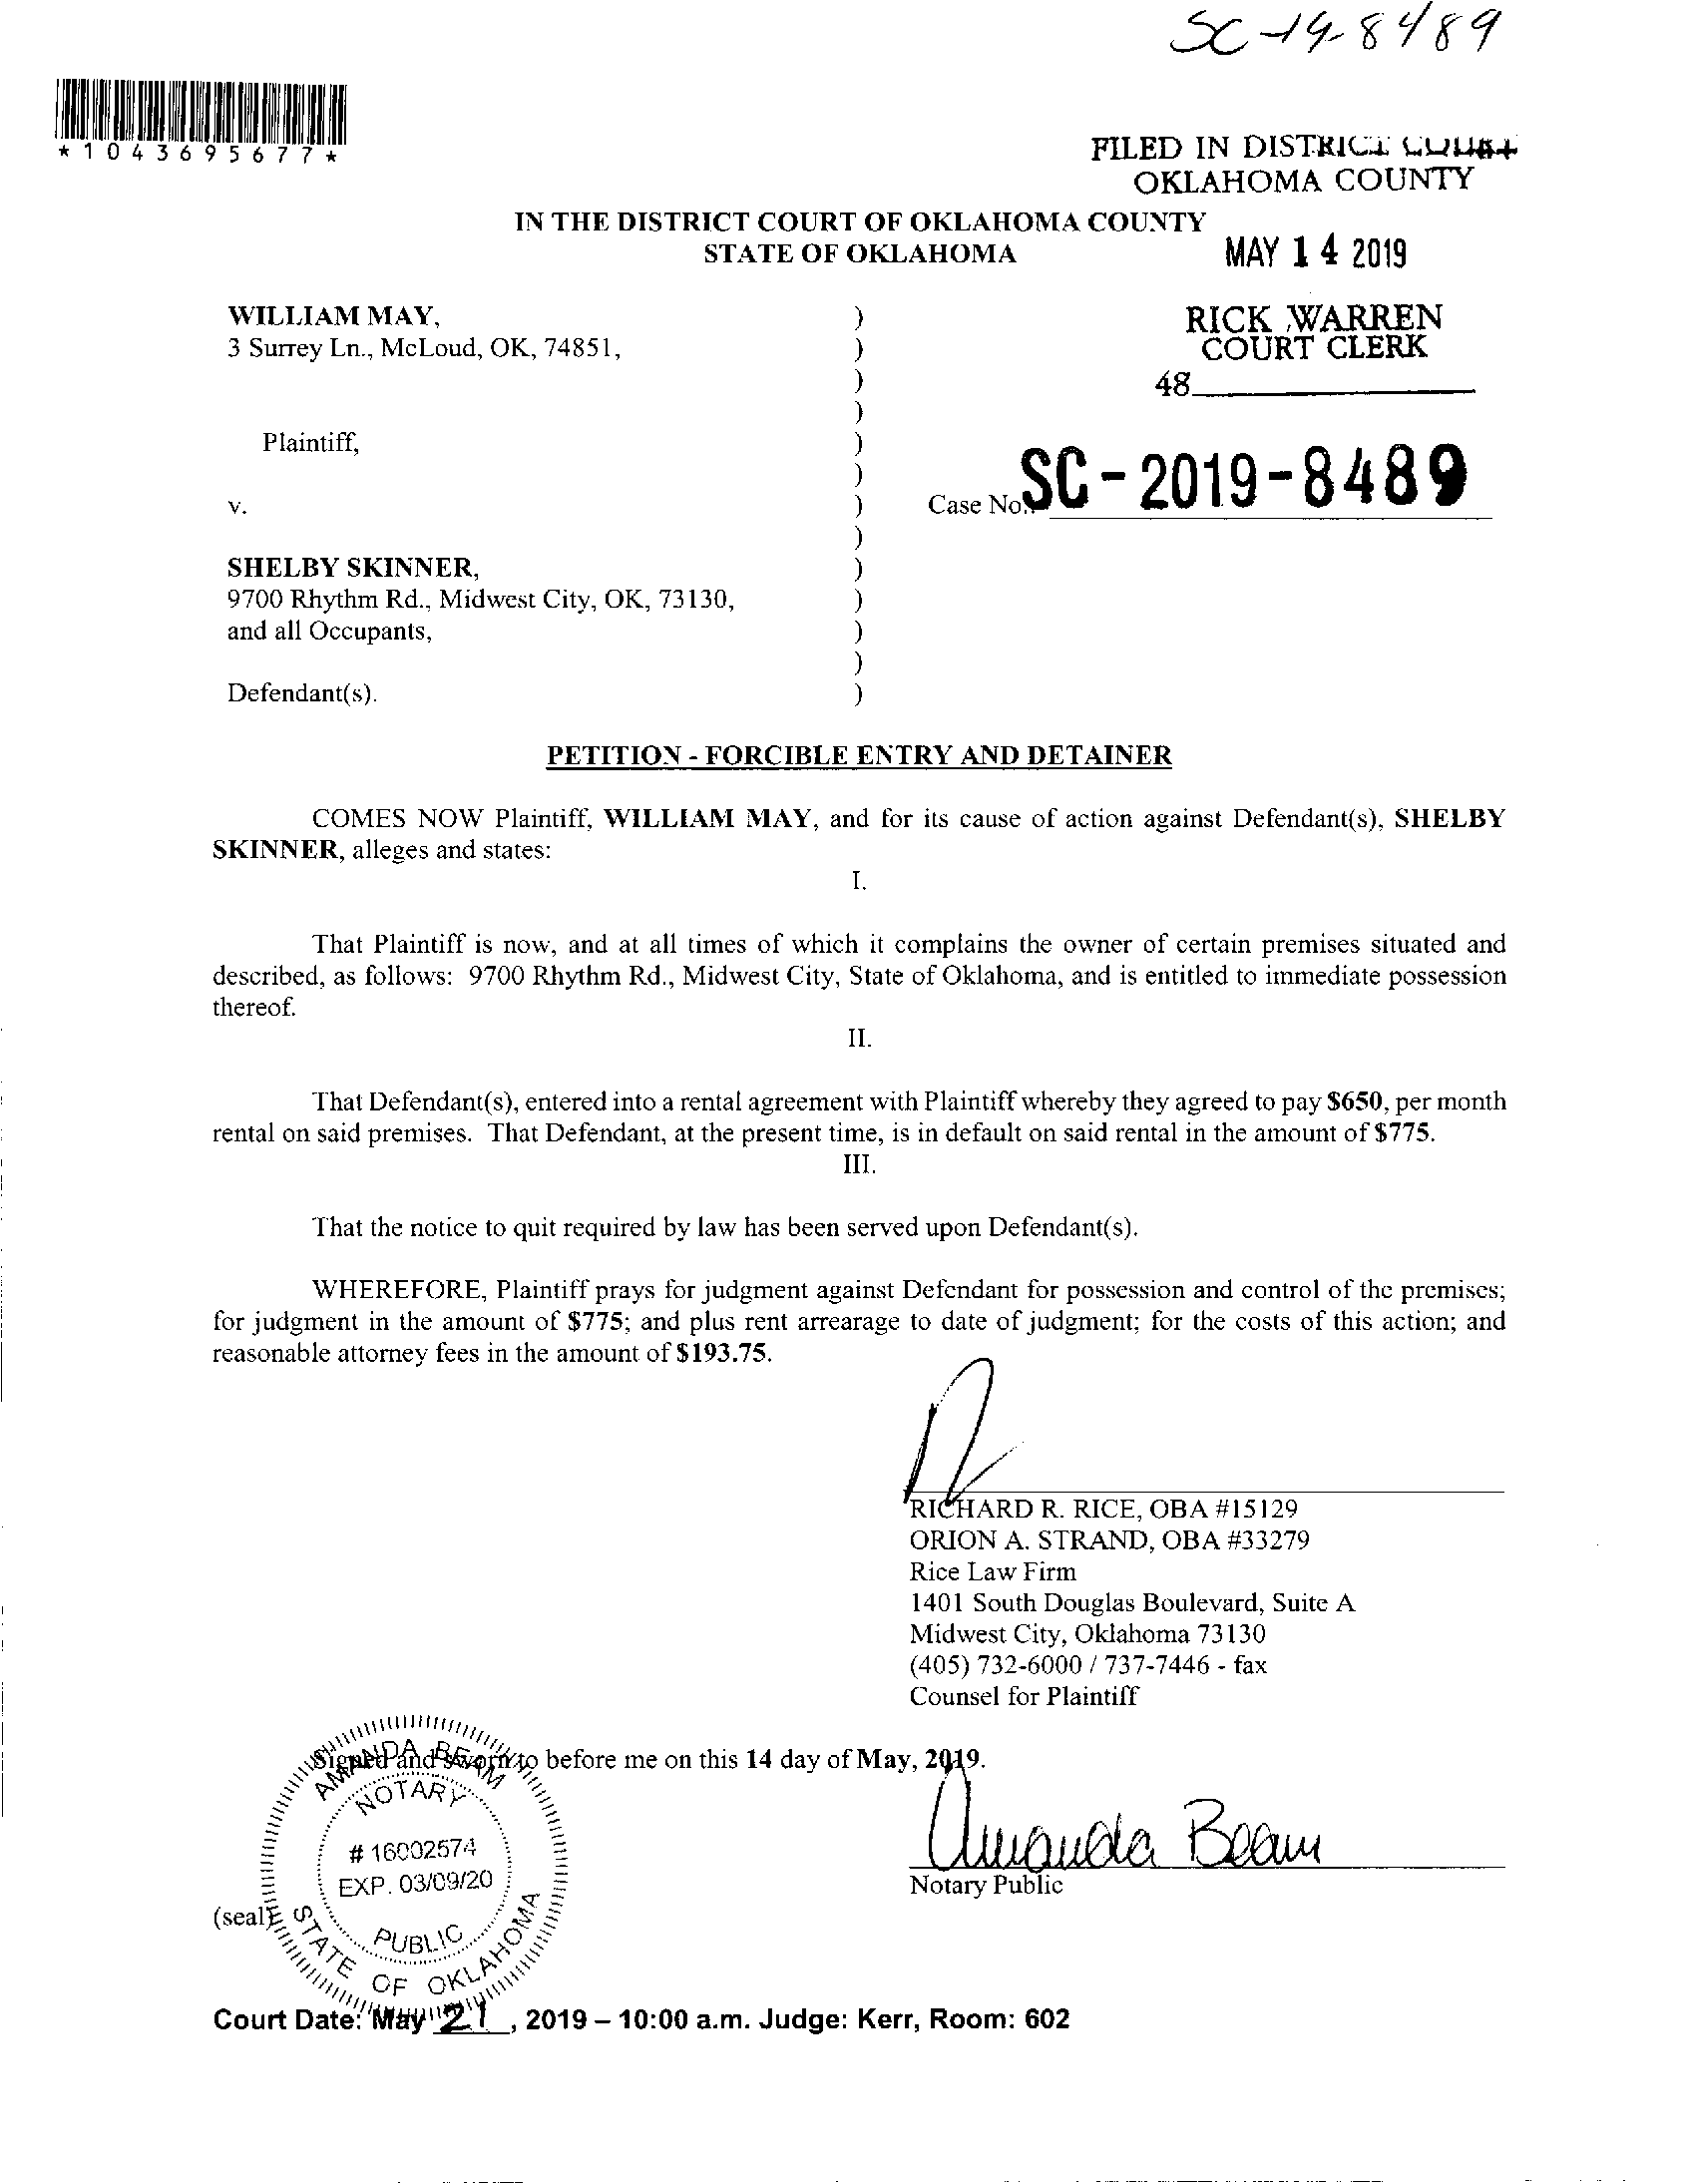 SC-19-8489
*1043695677*
FILED IN DISTRICT COURT
OKLAHOMA COUNTY
IN THE DISTRICT COURT OF OKLAHOMA COUNTY
STATE OF OKLAHOMA
MAY 14 2019
WILLIAM MAY, )
3 Surrey Ln., McLoud, OK, 74851, )
RICK WARREN
COURT CLERK
)
48
)
Plaintiff, )
)
v. ) Case No.: SC-2019-8489
)
SHELBY SKINNER, )
9700 Rhythm Rd., Midwest City, OK, 73130, )
and all Occupants, )
)
Defendant(s). )
PETITION - FORCIBLE ENTRY AND DETAINER
COMES NOW Plaintiff, WILLIAM MAY, and for its cause of action against Defendant(s), SHELBY
SKINNER, alleges and states:
I.
That Plaintiff is now, and at all times of which it complains the owner of certain premises situated and
described, as follows: 9700 Rhythm Rd., Midwest City, State of Oklahoma, and is entitled to immediate possession
thereof.
II.
That Defendant(s), entered into a rental agreement with Plaintiff whereby they agreed to pay $650, per month
rental on said premises. That Defendant, at the present time, is in default on said rental in the amount of $775.
III.
That the notice to quit required by law has been served upon Defendant(s).
WHEREFORE, Plaintiff prays for judgment against Defendant for possession and control of the premises;
for judgment in the amount of $775; and plus rent arrearage to date of judgment; for the costs of this action; and
reasonable attorney fees in the amount of $193.75.
RICHARD R. RICE, OBA #15129
ORION A. STRAND, OBA #33279
Rice Law Firm
1401 South Douglas Boulevard, Suite A
Midwest City, Oklahoma 73130
(405) 732-6000 / 737-7446 - fax
Counsel for Plaintiff
Signed and sworn to before me on this 14 day of May, 2019.
AMANDA BEAM
NOTARY
# 16002574
EXP. 03/09/20
PUBLIC
STATE OF OKLAHOMA
Amanda Beam
Notary Public
(seal)
Court Date: May 21, 2019 – 10:00 a.m. Judge: Kerr, Room: 602